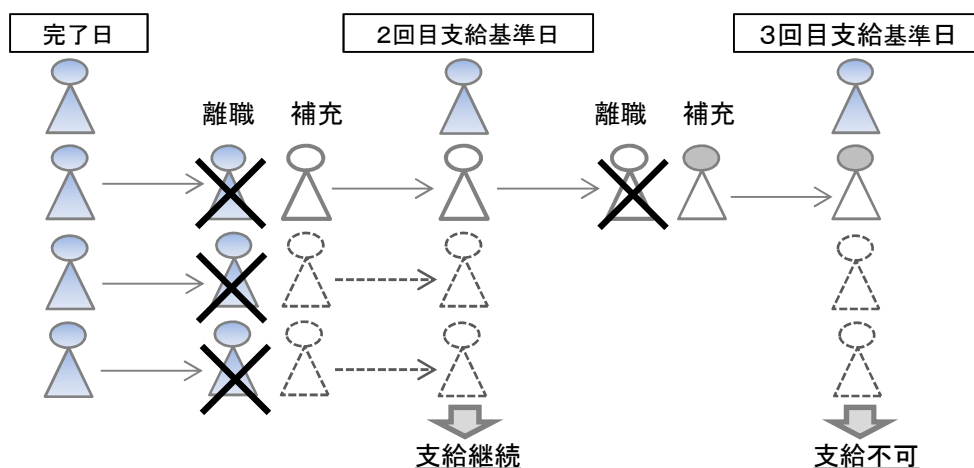 完了日
2回目支給基準日
3回目支給基準日
離職
補充
離職
補充
支給継続
支給不可